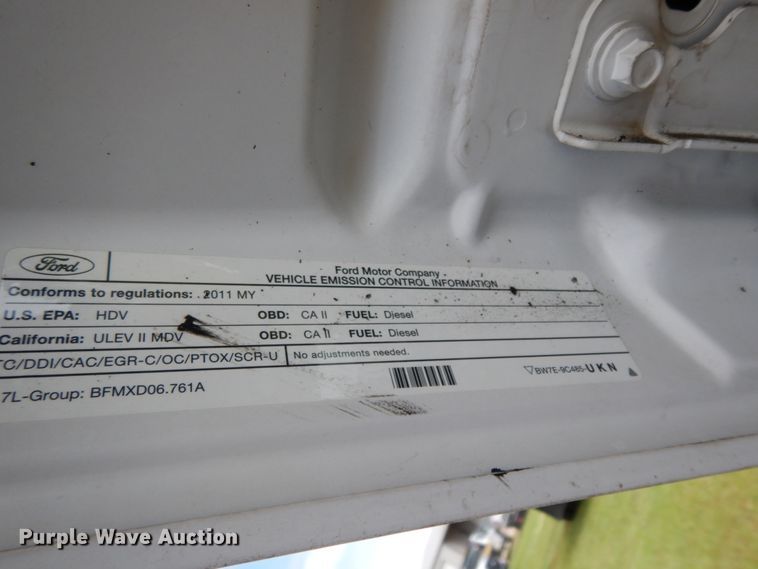 Ford
Ford Motor Company
VEHICLE EMISSION CONTROL INFORMATION
Conforms to regulations: 2011 MY
U.S. EPA: HDV OBD: CA II FUEL: Diesel
California: ULEV II MDV OBD: CA II FUEL: Diesel
TC/DDI/CAC/EGR-C/OC/PTOX/SCR-U No adjustments needed.
7L-Group: BFMXD06.761A
BW7E-9C485-UKN
Purple Wave Auction